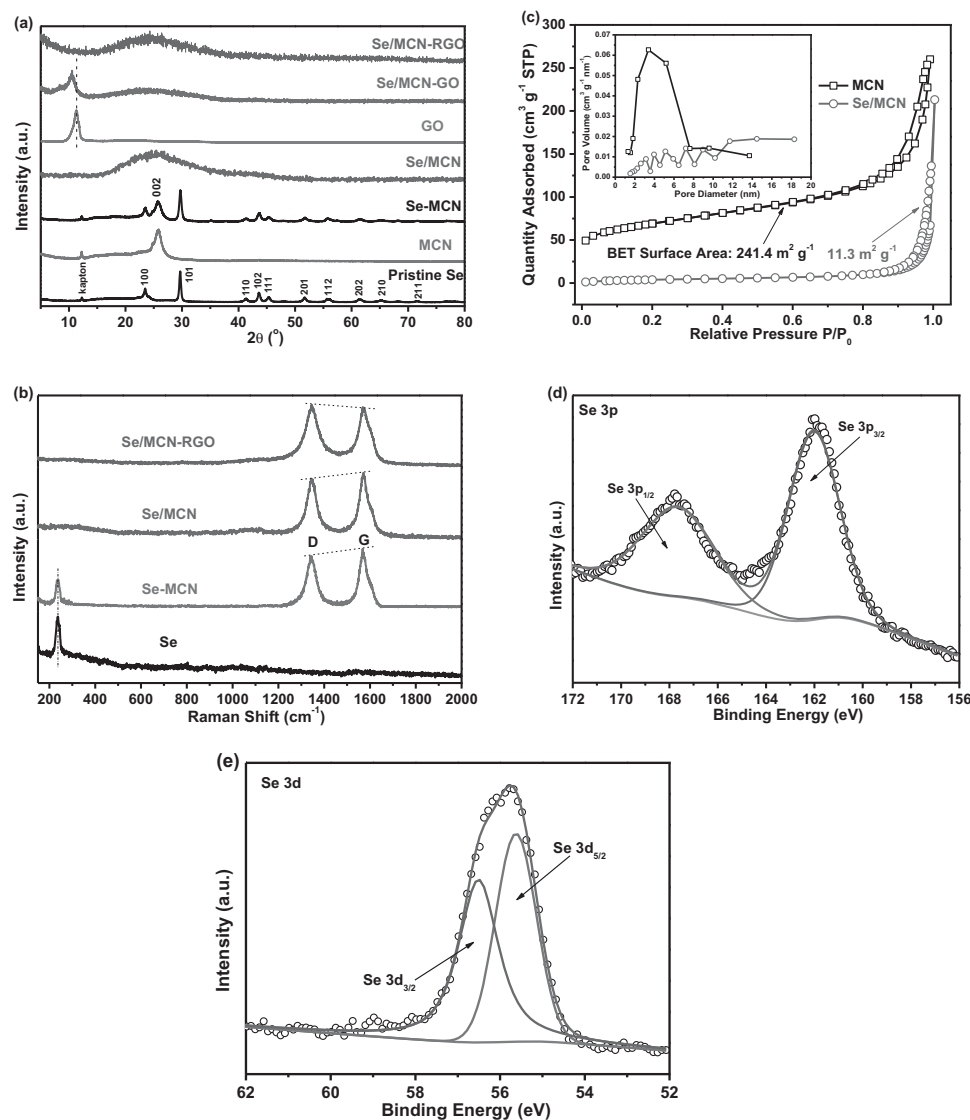 (a)
Se/MCN-RGO
Se/MCN-GO
GO
Se/MCN
002
Se-MCN
MCN
Pristine Se
kapton
100
101
110
102
111
201
112
202
210
211
Intensity (a.u.)
10 20 30 40 50 60 70 80
2θ (°)
(c)
300
250
200
150
100
50
0
Quantity Adsorbed (cm³ g⁻¹ STP)
0.07
0.06
0.05
0.04
0.03
0.02
0.01
0.00
Pore Volume (cm³ g⁻¹ nm⁻¹)
0 2 4 6 8 10 12 14 16 18 20
Pore Diameter (nm)
MCN
Se/MCN
BET Surface Area: 241.4 m² g⁻¹
11.3 m² g⁻¹
0.0 0.2 0.4 0.6 0.8 1.0
Relative Pressure P/P₀
(b)
Se/MCN-RGO
Se/MCN
D G
Se-MCN
Se
Intensity (a.u.)
200 400 600 800 1000 1200 1400 1600 1800 2000
Raman Shift (cm⁻¹)
(d)
Se 3p
Se 3p₃/₂
Se 3p₁/₂
Intensity (a.u.)
172 170 168 166 164 162 160 158 156
Binding Energy (eV)
(e)
Se 3d
Se 3d₅/₂
Se 3d₃/₂
Intensity (a.u.)
62 60 58 56 54 52
Binding Energy (eV)